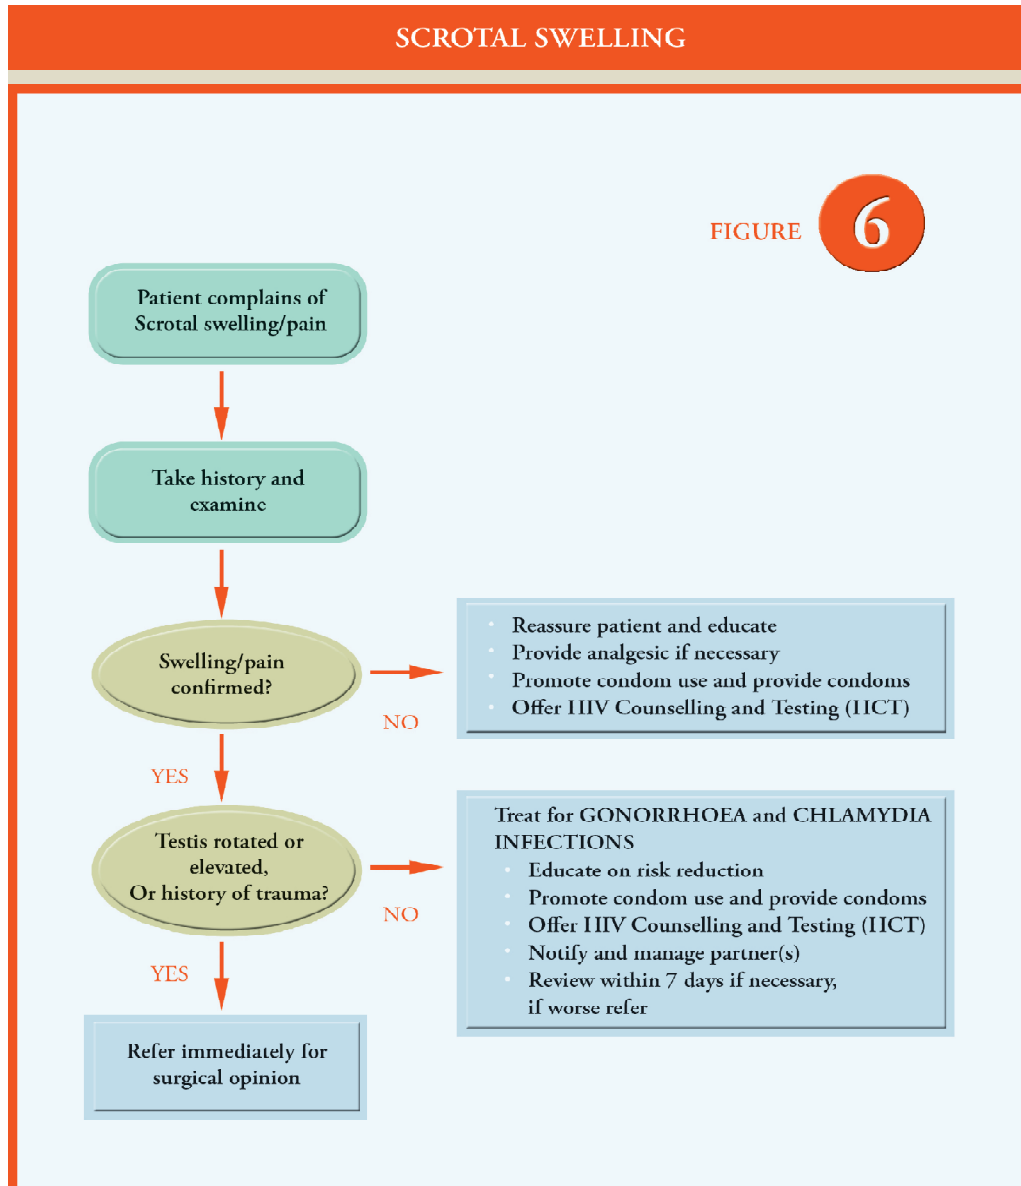 SCROTAL SWELLING
FIGURE 6
Patient complains of
Scrotal swelling/pain
Take history and
examine
Swelling/pain
confirmed?
NO
• Reassure patient and educate
• Provide analgesic if necessary
• Promote condom use and provide condoms
• Offer HIV Counselling and Testing (HCT)
YES
Testis rotated or
elevated,
Or history of trauma?
NO
Treat for GONORRHOEA and CHLAMYDIA
INFECTIONS
• Educate on risk reduction
• Promote condom use and provide condoms
• Offer HIV Counselling and Testing (HCT)
• Notify and manage partner(s)
• Review within 7 days if necessary,
if worse refer
YES
Refer immediately for
surgical opinion